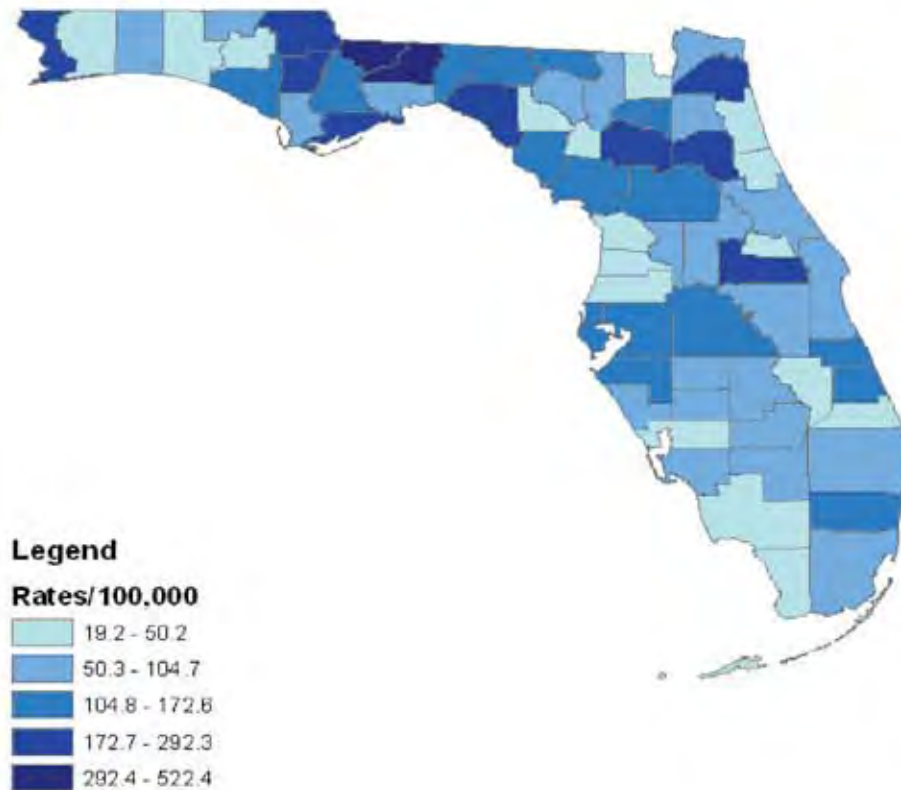 Legend
Rates/100,000
19.2 - 50.2
50.3 - 104.7
104.8 - 172.6
172.7 - 292.3
292.4 - 522.4